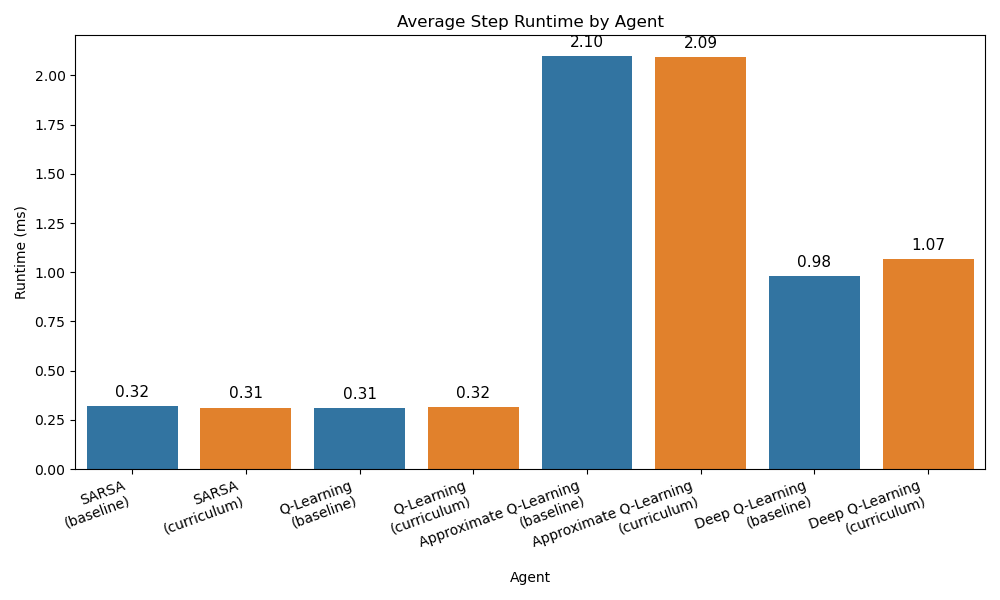 Average Step Runtime by Agent
Runtime (ms)
2.00
1.75
1.50
1.25
1.00
0.75
0.50
0.25
0.00
0.32
0.31
0.31
0.32
2.10
2.09
0.98
1.07
SARSA
(baseline)
SARSA
(curriculum)
Q-Learning
(baseline)
Q-Learning
(curriculum)
Approximate Q-Learning
(baseline)
Approximate Q-Learning
(curriculum)
Deep Q-Learning
(baseline)
Deep Q-Learning
(curriculum)
Agent